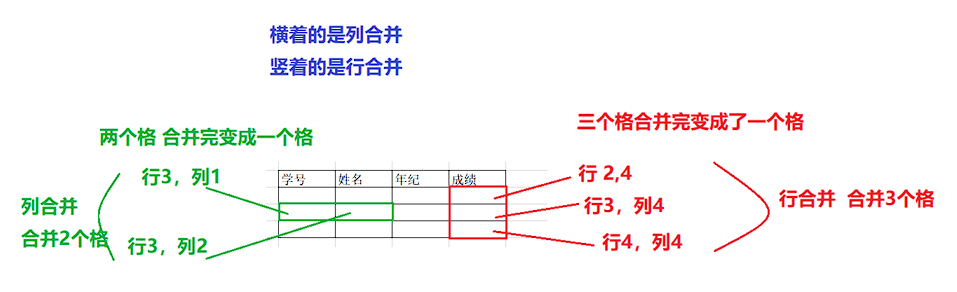 横着的是列合并
竖着的是行合并
两个格 合并完变成一个格
三个格合并完变成了一个格
行3，列1
学号 姓名 年纪 成绩
行 2,4
列合并
合并2个格
行3，列4
行合并 合并3个格
行3，列2
行4，列4